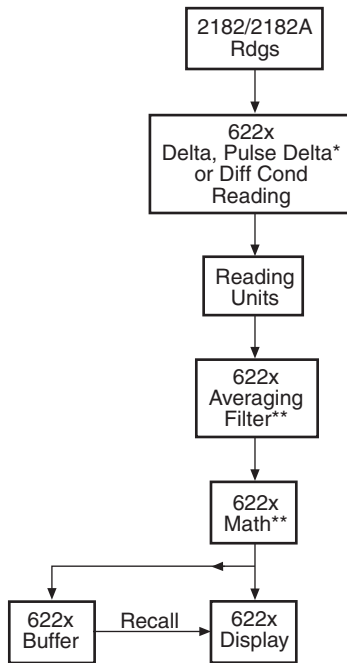 2182/2182A
Rdgs
622x
Delta, Pulse Delta*
or Diff Cond
Reading
Reading
Units
622x
Averaging
Filter**
622x
Math**
622x
Buffer
Recall
622x
Display